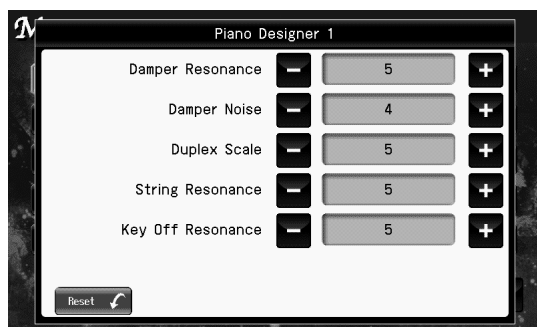 Piano Designer 1
Damper Resonance - 5 +
Damper Noise - 4 +
Duplex Scale - 5 +
String Resonance - 5 +
Key Off Resonance - 5 +
Reset